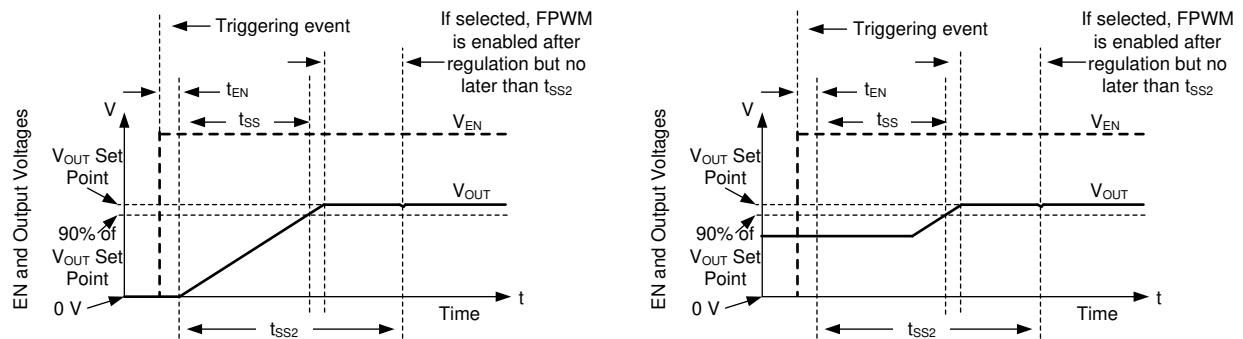 Triggering event
If selected, FPWM
is enabled after
regulation but no
later than tSS2
tEN
V
tSS
VEN
EN and Output Voltages
VOUT Set
Point
VOUT
90% of
VOUT Set
Point
0 V
t
Time
tSS2
Triggering event
If selected, FPWM
is enabled after
regulation but no
later than tSS2
tEN
V
tSS
VEN
EN and Output Voltages
VOUT Set
Point
VOUT
90% of
VOUT Set
Point
0 V
t
Time
tSS2